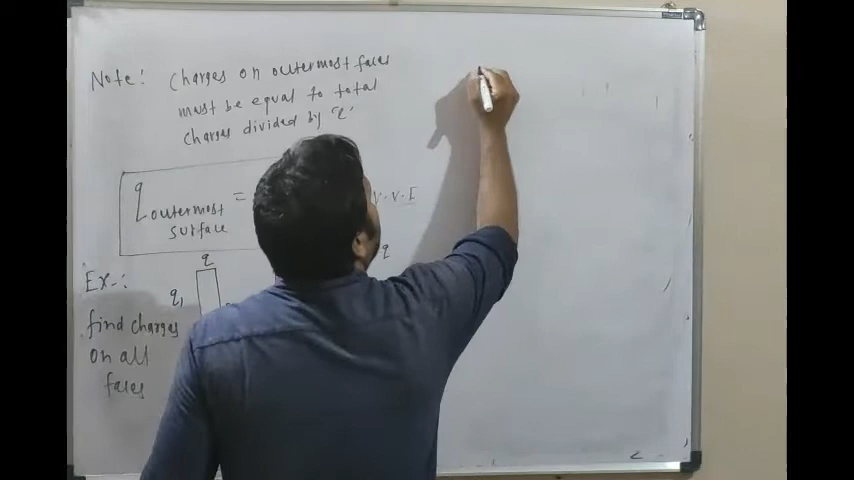 Note: Charges on outermost faces
must be equal to total
charges divided by '2'
q outermost surface =
V.V.I
Ex-:
q
q
q1
find charges
on all
faces